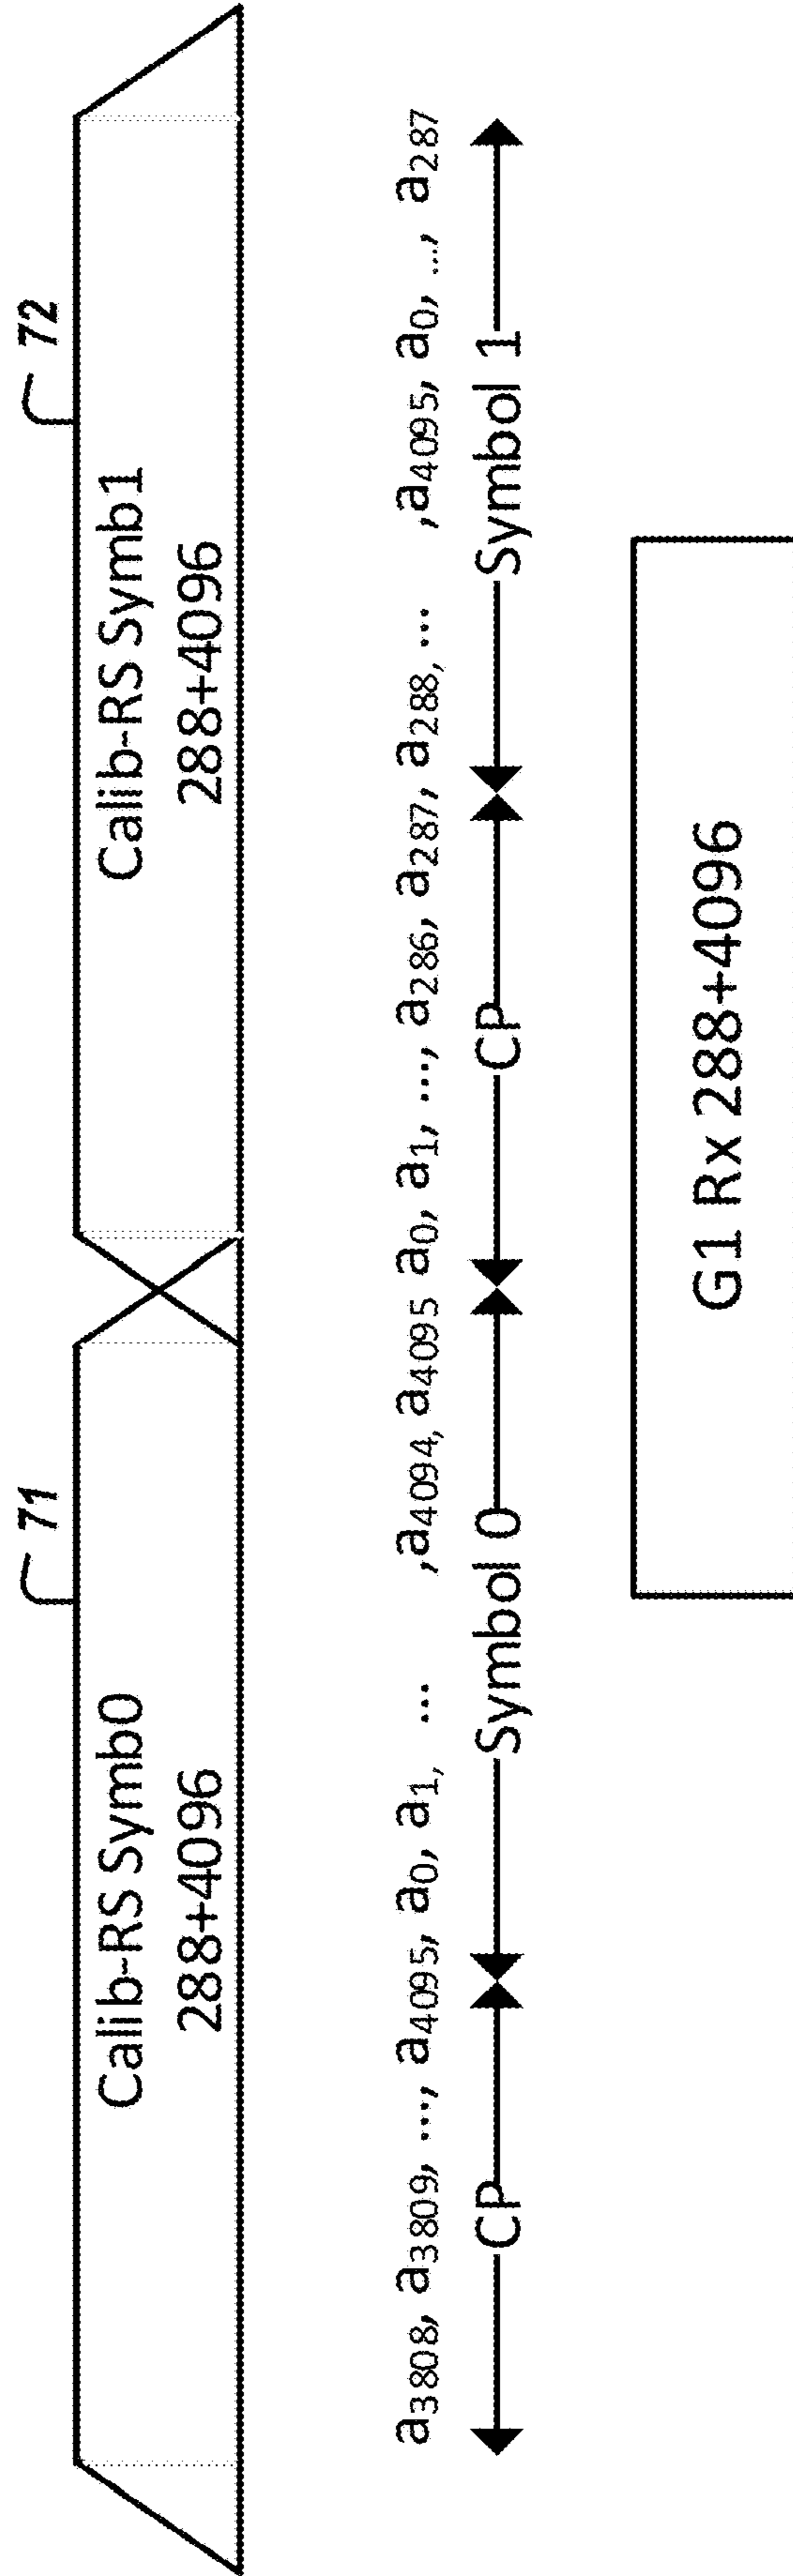 71
72
Calib-RS Symb0
288+4096
Calib-RS Symb1
288+4096
a3808, a3809, ..., a4095, a0, a1, ... ,a4094, a4095 a0, a1, ..., a286, a287, a288, ... ,a4095, a0, ..., a287
CP Symbol 0 CP Symbol 1
G1 Rx 288+4096